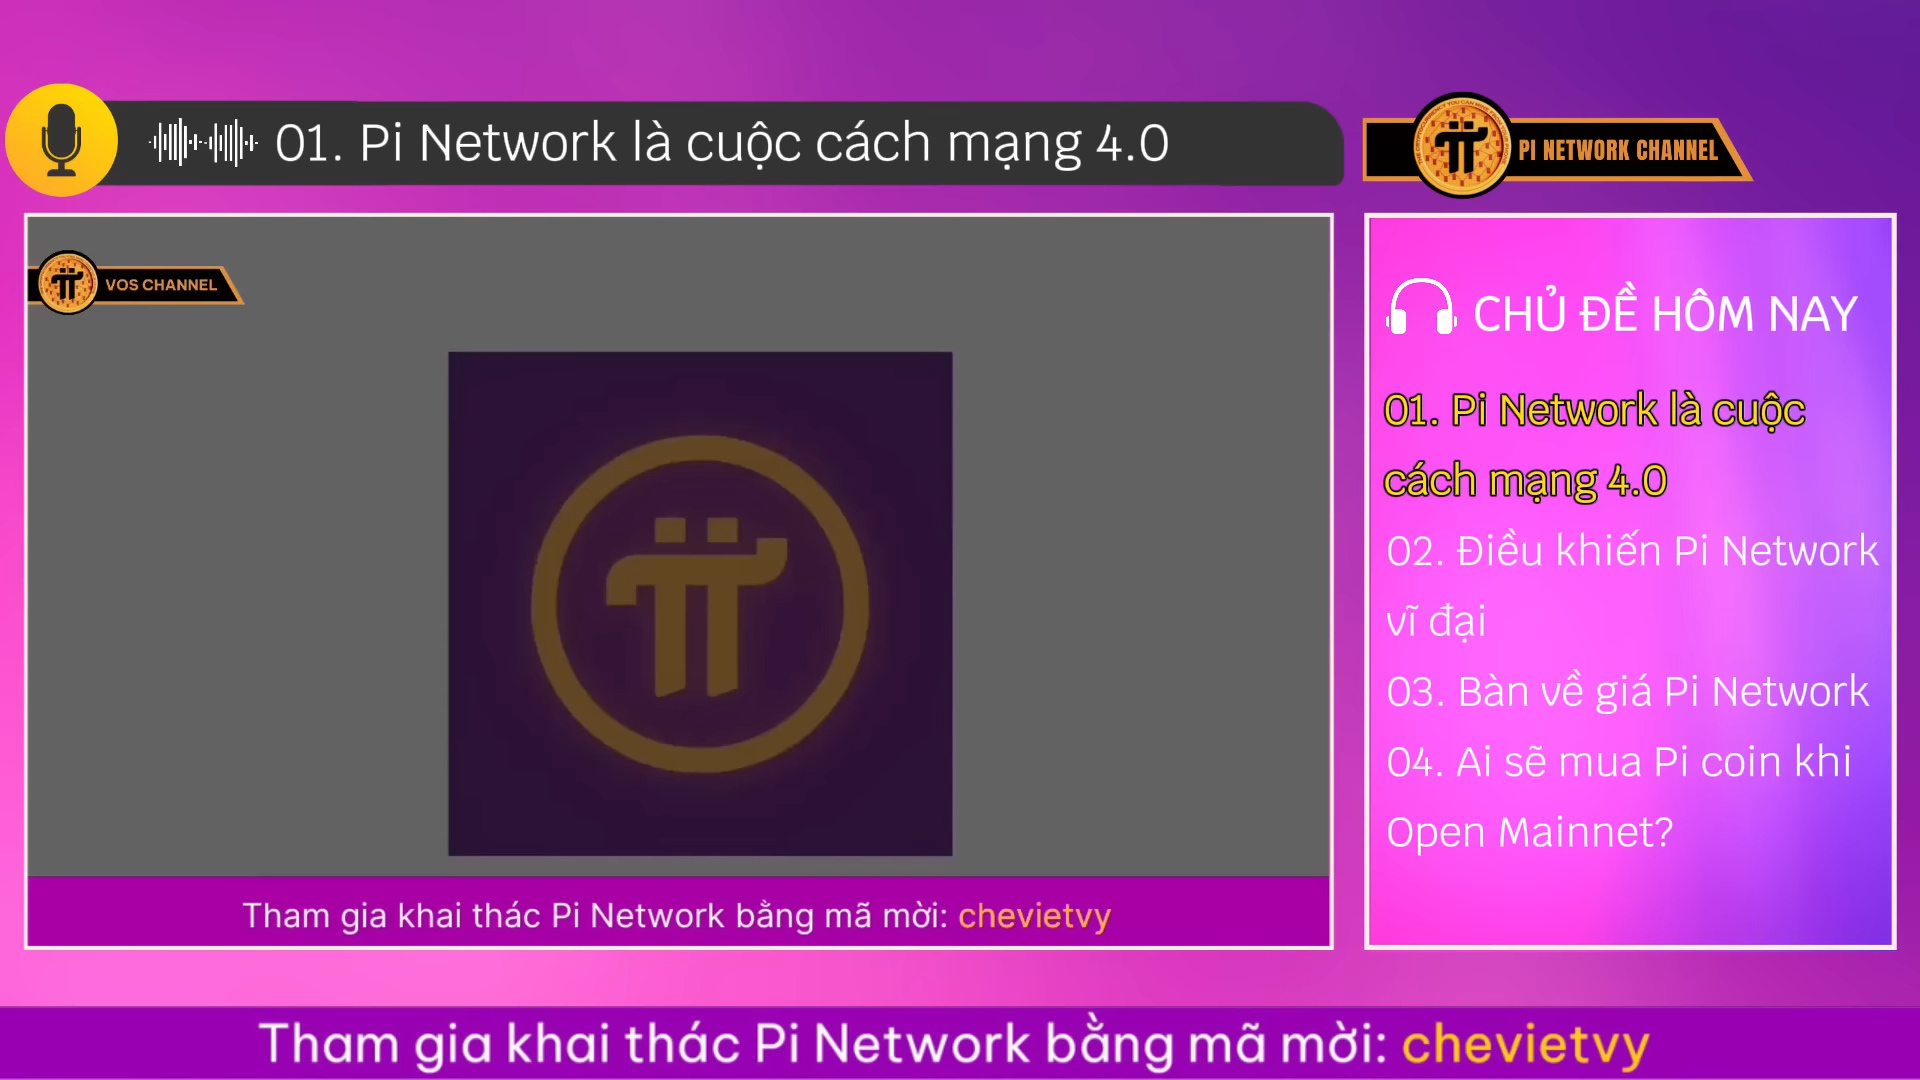 01. Pi Network là cuộc cách mạng 4.0
PI NETWORK CHANNEL
VOS CHANNEL
Tham gia khai thác Pi Network bằng mã mời: chevietvy
CHỦ ĐỀ HÔM NAY
01. Pi Network là cuộc
cách mạng 4.0
02. Điều khiến Pi Network
vĩ đại
03. Bàn về giá Pi Network
04. Ai sẽ mua Pi coin khi
Open Mainnet?
Tham gia khai thác Pi Network bằng mã mời: chevietvy